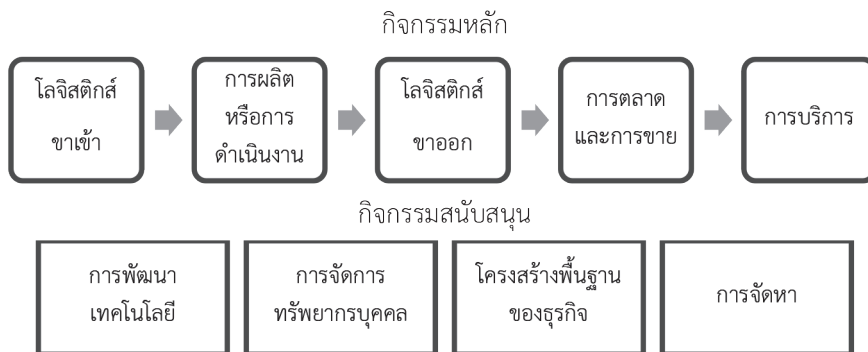 กิจกรรมหลัก
โลจิสติกส์
ขาเข้า
การผลิต
หรือการ
ดำเนินงาน
โลจิสติกส์
ขาออก
การตลาด
และการขาย
การบริการ
กิจกรรมสนับสนุน
การพัฒนา
เทคโนโลยี
การจัดการ
ทรัพยากรบุคคล
โครงสร้างพื้นฐาน
ของธุรกิจ
การจัดหา